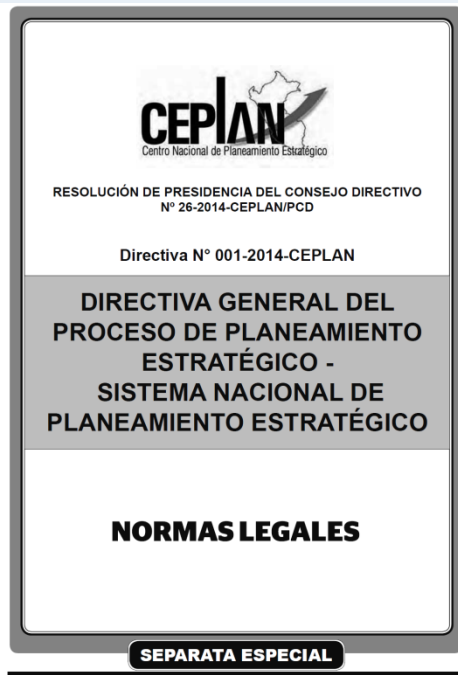 CEPLAN
Centro Nacional de Planeamiento Estratégico
RESOLUCIÓN DE PRESIDENCIA DEL CONSEJO DIRECTIVO
Nº 26-2014-CEPLAN/PCD
Directiva N° 001-2014-CEPLAN
DIRECTIVA GENERAL DEL
PROCESO DE PLANEAMIENTO
ESTRATÉGICO -
SISTEMA NACIONAL DE
PLANEAMIENTO ESTRATÉGICO
NORMAS LEGALES
SEPARATA ESPECIAL